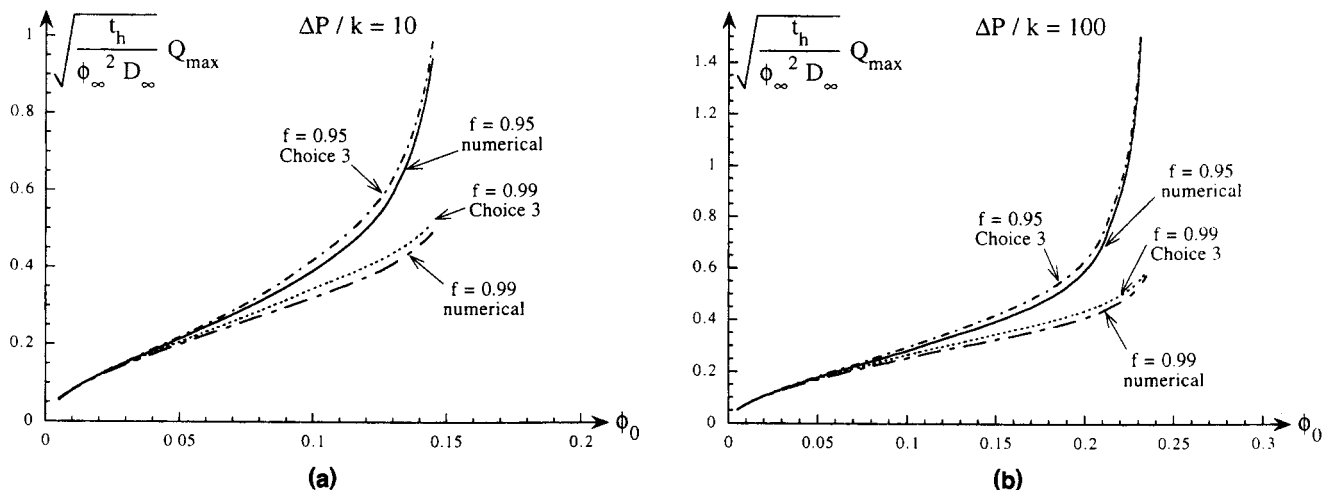 √(t_h / ϕ_∞² D_∞) Q_max
ΔP / k = 10
1
0.8
0.6
0.4
0.2
0
f = 0.95
Choice 3
f = 0.95
numerical
f = 0.99
Choice 3
f = 0.99
numerical
0
0.05
0.1
0.15
0.2
ϕ_0
(a)
√(t_h / ϕ_∞² D_∞) Q_max
ΔP / k = 100
1.4
1.2
1
0.8
0.6
0.4
0.2
0
f = 0.95
numerical
f = 0.95
Choice 3
f = 0.99
Choice 3
f = 0.99
numerical
0
0.05
0.1
0.15
0.2
0.25
0.3
ϕ_0
(b)